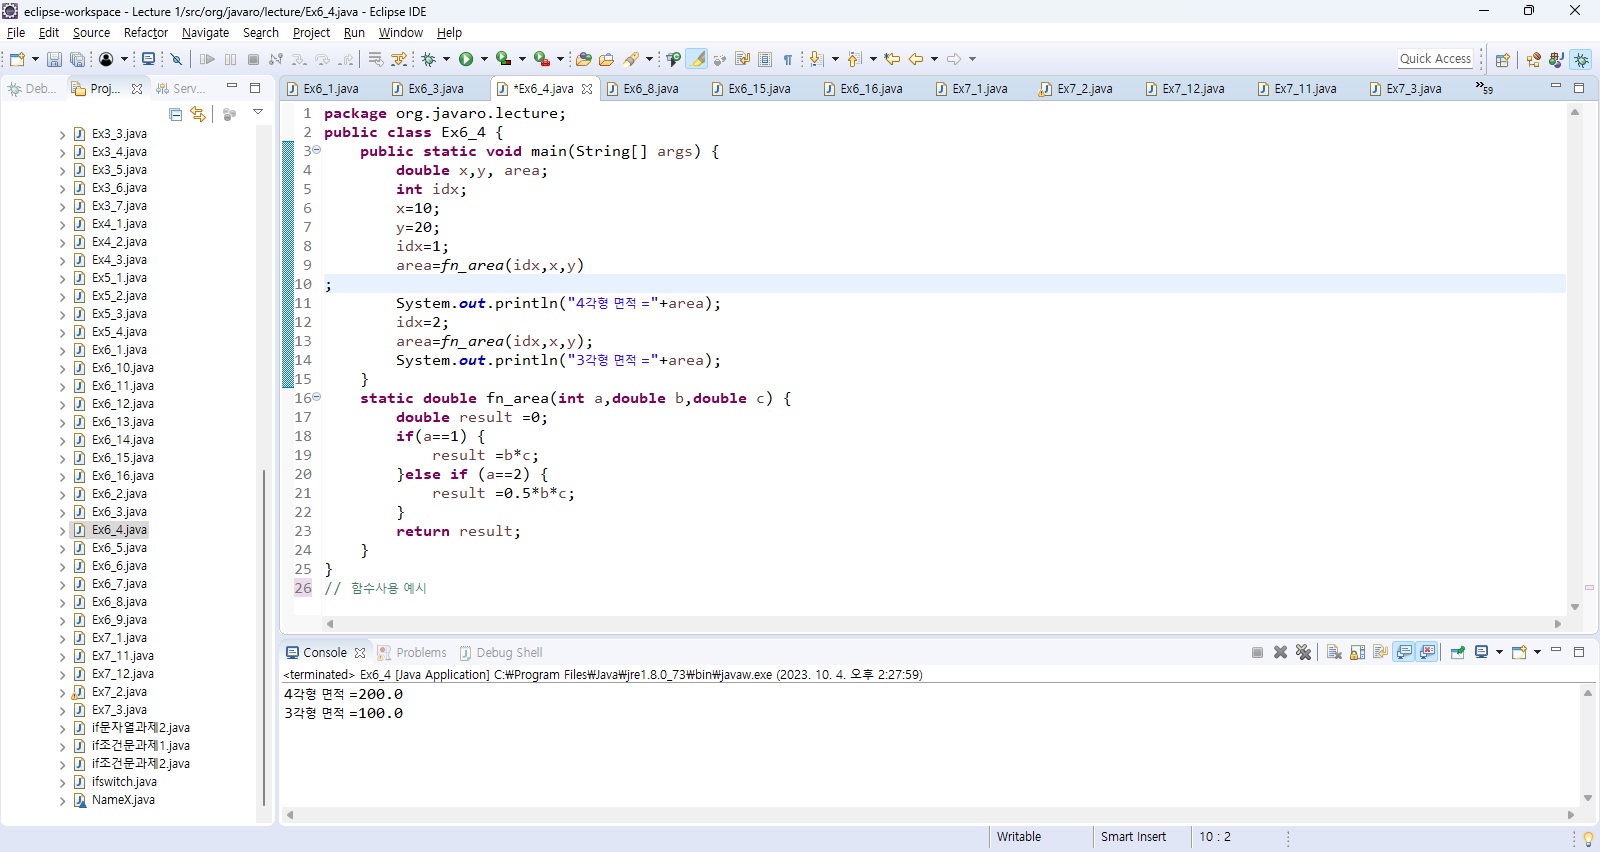 eclipse-workspace - Lecture 1/src/org/javaro/lecture/Ex6_4.java - Eclipse IDE
File Edit Source Refactor Navigate Search Project Run Window Help
Quick Access
Deb... Proj... Serv...
Ex6_1.java Ex6_3.java *Ex6_4.java Ex6_8.java Ex6_15.java Ex6_16.java Ex7_1.java Ex7_2.java Ex7_12.java Ex7_11.java Ex7_3.java »59
Ex3_3.java
Ex3_4.java
Ex3_5.java
Ex3_6.java
Ex3_7.java
Ex4_1.java
Ex4_2.java
Ex4_3.java
Ex5_1.java
Ex5_2.java
Ex5_3.java
Ex5_4.java
Ex6_1.java
Ex6_10.java
Ex6_11.java
Ex6_12.java
Ex6_13.java
Ex6_14.java
Ex6_15.java
Ex6_16.java
Ex6_2.java
Ex6_3.java
Ex6_4.java
Ex6_5.java
Ex6_6.java
Ex6_7.java
Ex6_8.java
Ex6_9.java
Ex7_1.java
Ex7_11.java
Ex7_12.java
Ex7_2.java
Ex7_3.java
if문자열과제2.java
if조건문과제1.java
if조건문과제2.java
ifswitch.java
NameX.java
1 package org.javaro.lecture;
2 public class Ex6_4 {
3 public static void main(String[] args) {
4 double x,y, area;
5 int idx;
6 x=10;
7 y=20;
8 idx=1;
9 area=fn_area(idx,x,y)
10 ;
11 System.out.println("4각형 면적 ="+area);
12 idx=2;
13 area=fn_area(idx,x,y);
14 System.out.println("3각형 면적 ="+area);
15 }
16 static double fn_area(int a,double b,double c) {
17 double result =0;
18 if(a==1) {
19 result =b*c;
20 }else if (a==2) {
21 result =0.5*b*c;
22 }
23 return result;
24 }
25 }
26 // 함수사용 예시
Console Problems Debug Shell
<terminated> Ex6_4 [Java Application] C:₩Program Files₩Java₩jre1.8.0_73₩bin₩javaw.exe (2023. 10. 4. 오후 2:27:59)
4각형 면적 =200.0
3각형 면적 =100.0
Writable Smart Insert 10 : 2